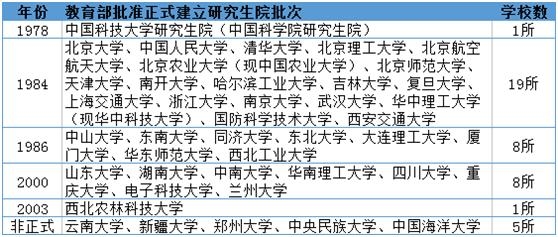 年份 教育部批准正式建立研究生院批次 学校数
1978 中国科技大学研究生院（中国科学院研究生院） 1所
北京大学、中国人民大学、清华大学、北京理工大学、北京航空
航天大学、北京农业大学（现中国农业大学）、北京师范大学、
天津大学、南开大学、哈尔滨工业大学、吉林大学、复旦大学、
1984 上海交通大学、浙江大学、南京大学、武汉大学、华中理工大学 19所
（现华中科技大学）、国防科学技术大学、西安交通大学
中山大学、东南大学、同济大学、东北大学、大连理工大学、厦
1986 门大学、华东师范大学、西北工业大学 8所
山东大学、湖南大学、中南大学、华南理工大学、四川大学、重
2000 庆大学、电子科技大学、兰州大学 8所
2003 西北农林科技大学 1所
非正式 云南大学、新疆大学、郑州大学、中央民族大学、中国海洋大学 5所